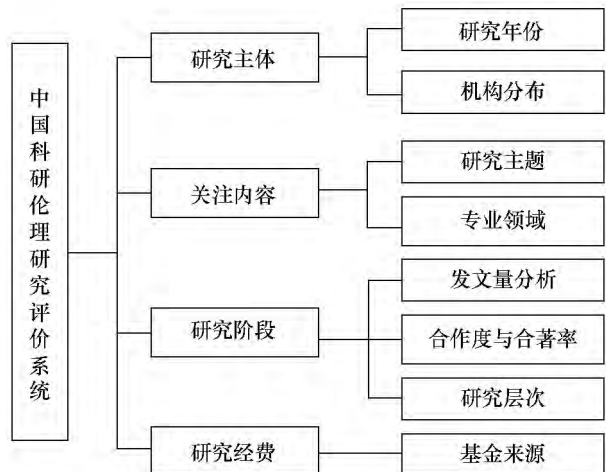 中国科研伦理研究评价系统
研究主体
研究年份
机构分布
关注内容
研究主题
专业领域
研究阶段
发文量分析
合作度与合著率
研究层次
研究经费
基金来源